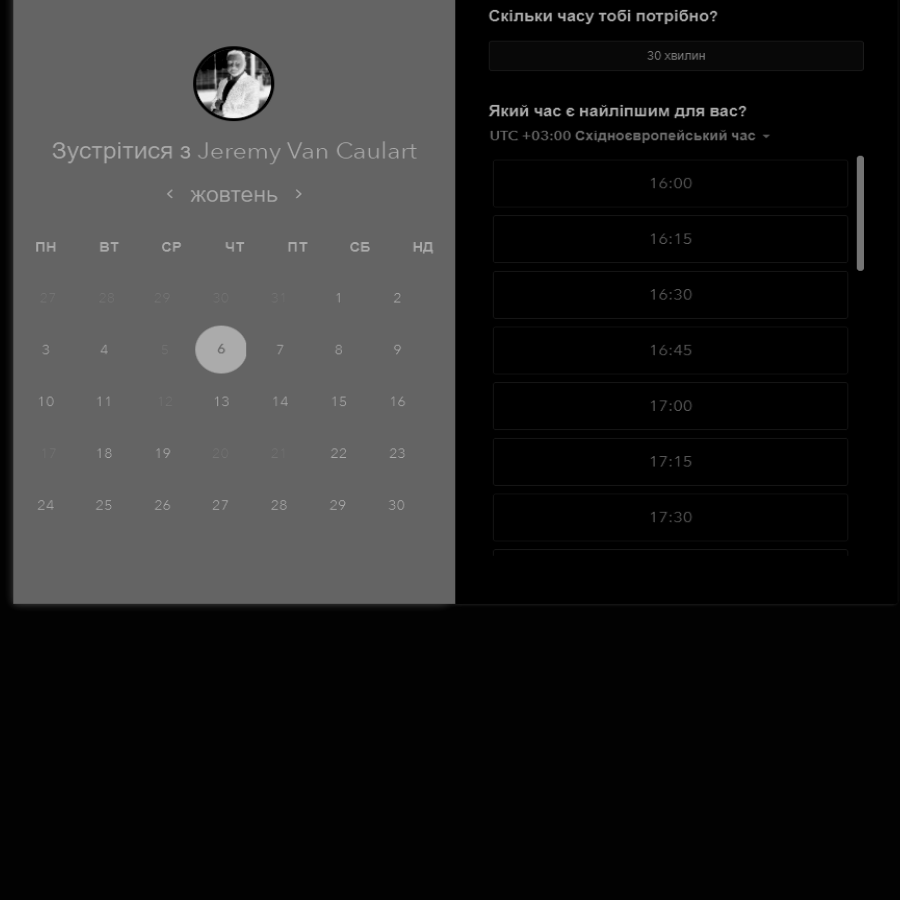 Зустрітися з Jeremy Van Caulart
< жовтень >
ПН ВТ СР ЧТ ПТ СБ НД
27 28 29 30 31 1 2
3 4 5 6 7 8 9
10 11 12 13 14 15 16
17 18 19 20 21 22 23
24 25 26 27 28 29 30
Скільки часу тобі потрібно?
30 хвилин
Який час є найліпшим для вас?
UTC +03:00 Східноєвропейський час
16:00
16:15
16:30
16:45
17:00
17:15
17:30